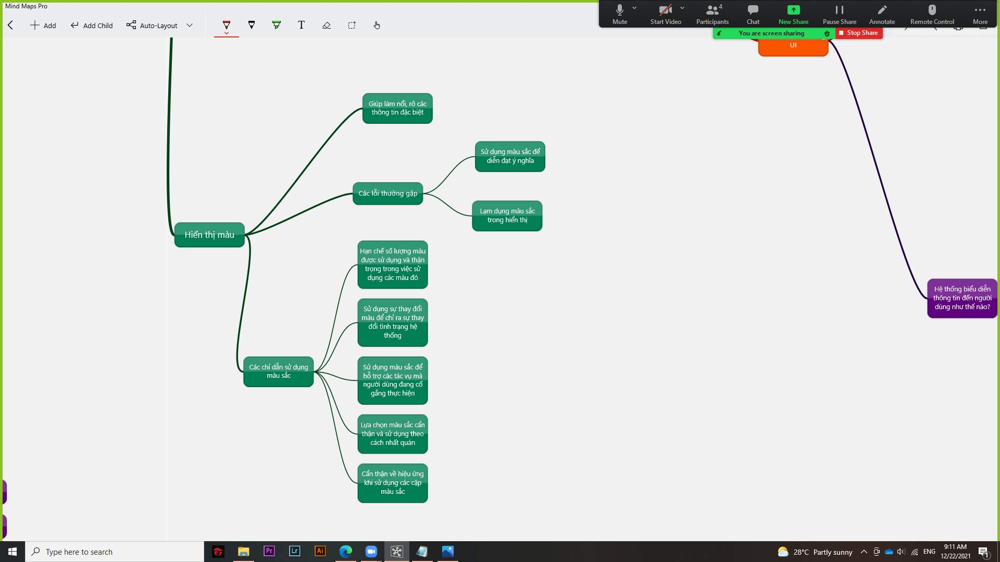 Mind Maps Pro
Add
Add Child
Auto-Layout
T
Mute
Start Video
4
Participants
Chat
New Share
Pause Share
Annotate
Remote Control
More
You are screen sharing
Stop Share
UI
Giúp làm nổi, rõ các
thông tin đặc biệt
Sử dụng màu sắc để
diễn đạt ý nghĩa
Các lỗi thường gặp
Lạm dụng màu sắc
trong hiển thị
Hiển thị màu
Hạn chế số lượng màu
được sử dụng và thận
trọng trong việc sử
dụng các màu đó
Sử dụng sự thay đổi
màu để chỉ ra sự thay
đổi tình trạng hệ
thống
Các chỉ dẫn sử dụng
màu sắc
Sử dụng màu sắc để
hỗ trợ các tác vụ mà
người dùng đang cố
gắng thực hiện
Lựa chọn màu sắc cẩn
thận và sử dụng theo
cách nhất quán
Cẩn thận về hiệu ứng
khi sử dụng các cặp
màu sắc
Hệ thống biểu diễn
thông tin đến người
dùng như thế nào?
Type here to search
Pr
Lr
Ai
28°C Partly sunny
ENG
9:11 AM
12/22/2021
1